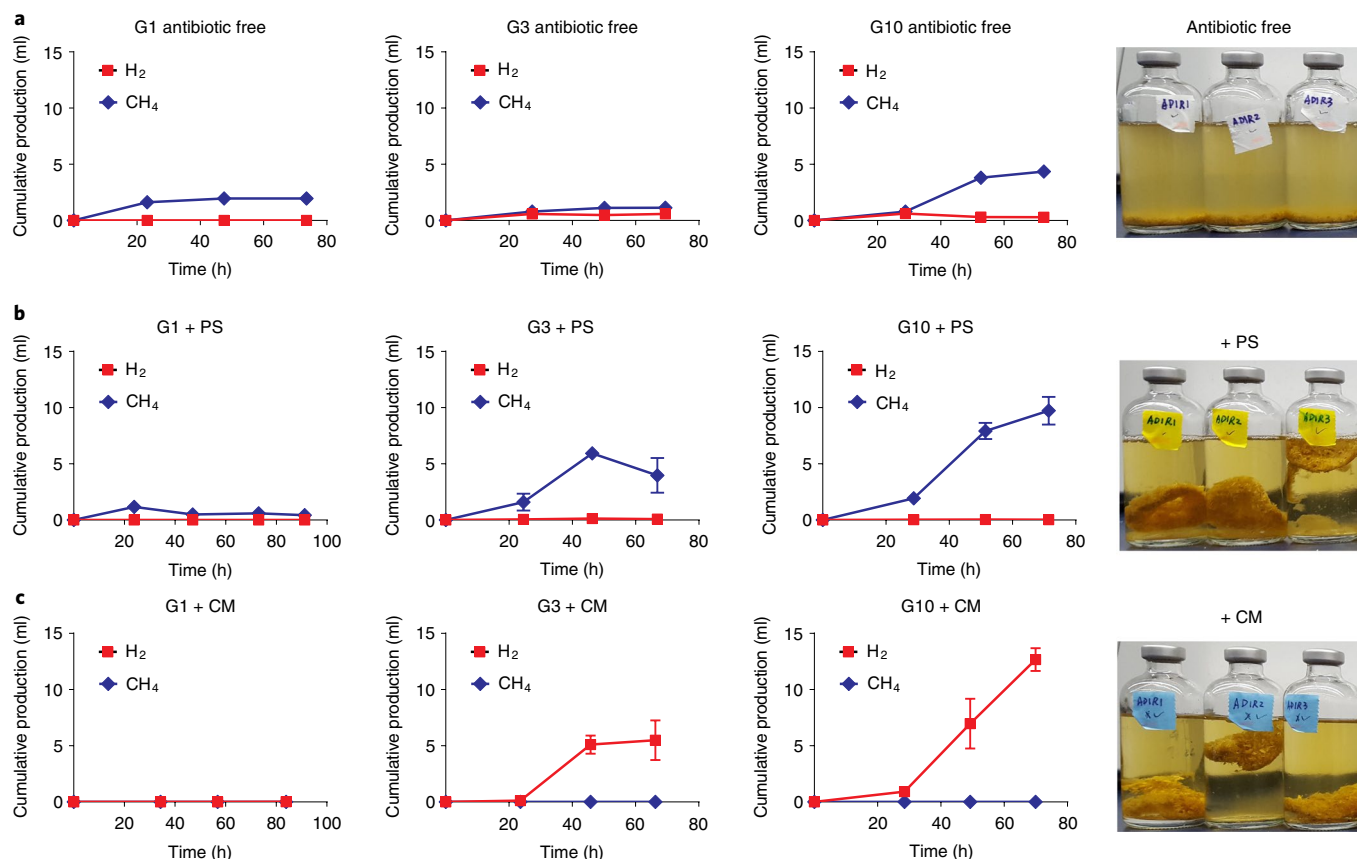 a
G1 antibiotic free
G3 antibiotic free
G10 antibiotic free
Antibiotic free
Cumulative production (ml)
15
10
5
0
H2
CH4
20 40 60 80
Time (h)
Cumulative production (ml)
15
10
5
0
H2
CH4
20 40 60 80
Time (h)
Cumulative production (ml)
15
10
5
0
H2
CH4
20 40 60 80
Time (h)
ADIR1
ADIR2
ADIR3
b
G1 + PS
G3 + PS
G10 + PS
+ PS
Cumulative production (ml)
15
10
5
0
H2
CH4
20 40 60 80 100
Time (h)
Cumulative production (ml)
15
10
5
0
H2
CH4
20 40 60 80
Time (h)
Cumulative production (ml)
15
10
5
0
H2
CH4
20 40 60 80
Time (h)
ADIR1
ADIR2
ADIR3
c
G1 + CM
G3 + CM
G10 + CM
+ CM
Cumulative production (ml)
15
10
5
0
H2
CH4
20 40 60 80 100
Time (h)
Cumulative production (ml)
15
10
5
0
H2
CH4
20 40 60 80
Time (h)
Cumulative production (ml)
15
10
5
0
H2
CH4
20 40 60 80
Time (h)
ADIR1
ADIR2
ADIR3